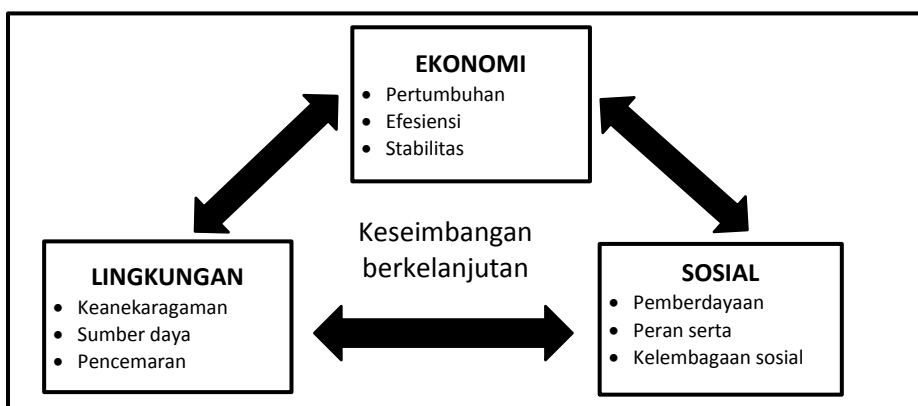 EKONOMI
• Pertumbuhan
• Efesiensi
• Stabilitas
Keseimbangan
berkelanjutan
LINGKUNGAN
• Keanekaragaman
• Sumber daya
• Pencemaran
SOSIAL
• Pemberdayaan
• Peran serta
• Kelembagaan sosial